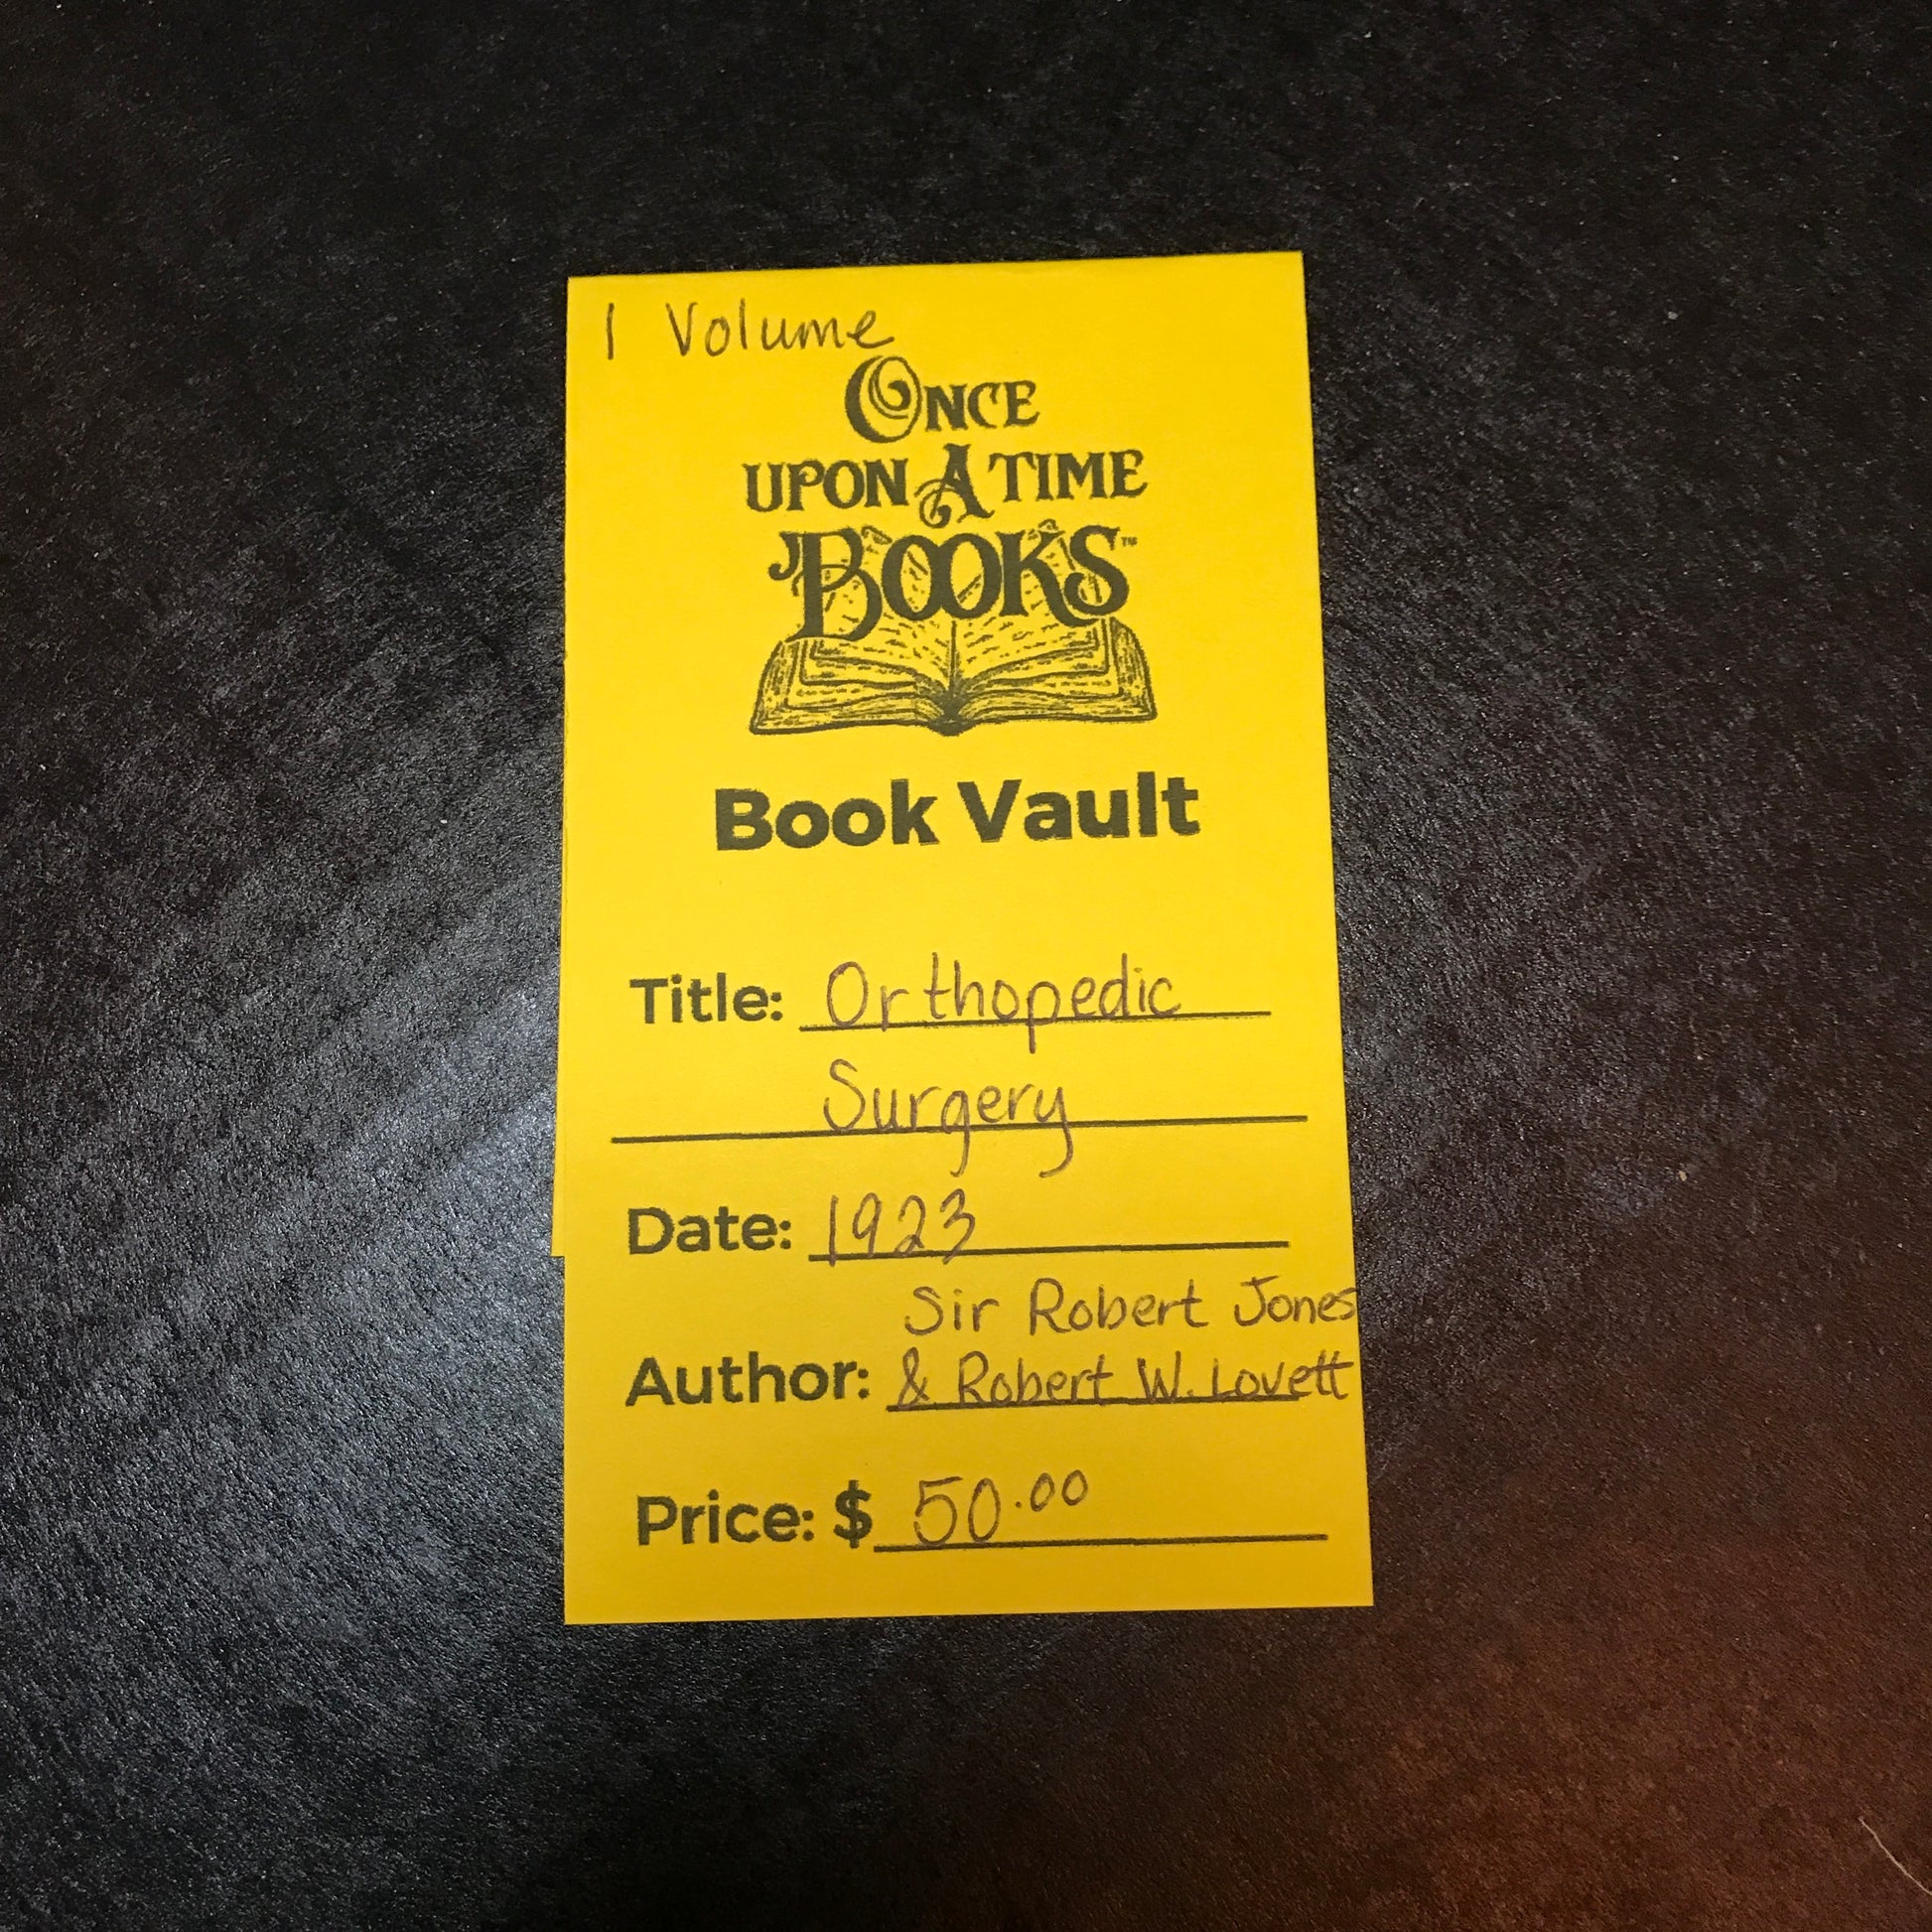 1 Volume
ONCE
UPON A TIME
BOOKS™
Book Vault
Title: Orthopedic
Surgery
Date: 1923
Sir Robert Jones
Author: & Robert W. Lovett
Price: $ 50.00